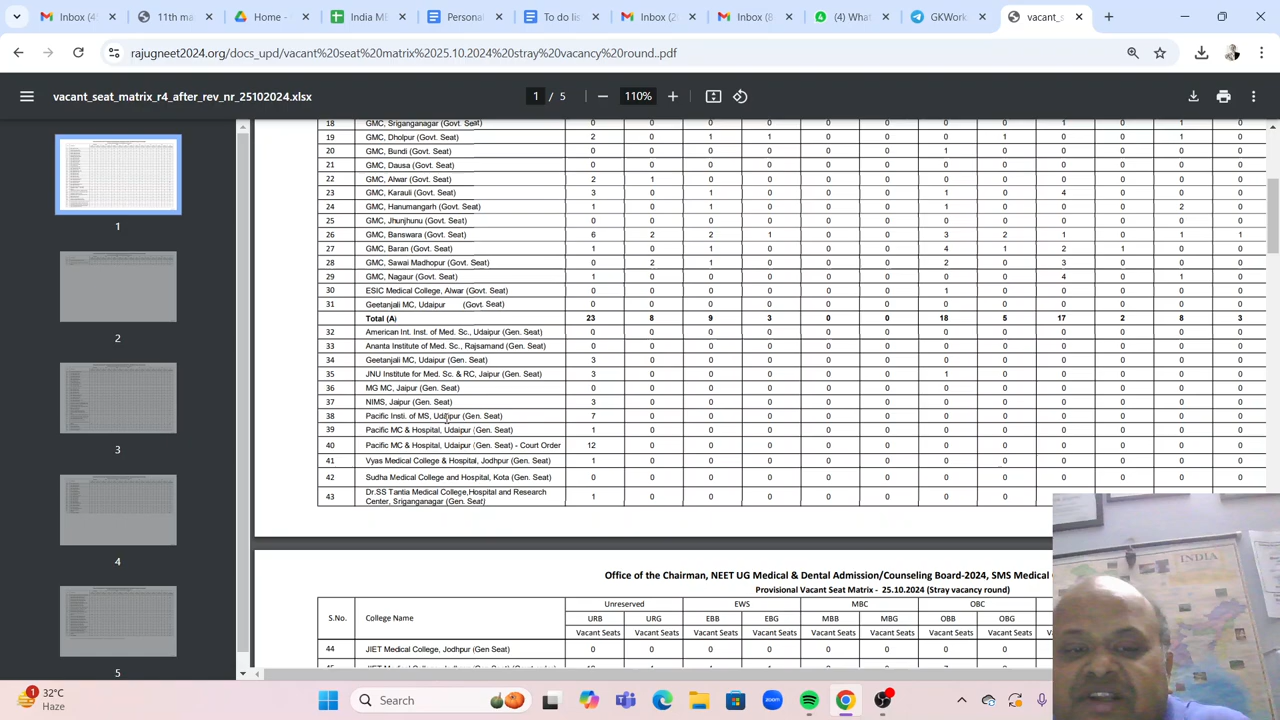 Inbox (4
11th ma
Home -
India ME
Personal
To do lis
Inbox (2
Inbox (8
(4) What
GKWork
vacant_s
rajugneet2024.org/docs_upd/vacant%20seat%20matrix%2025.10.2024%20stray%20vacancy%20round..pdf
vacant_seat_matrix_r4_after_rev_nr_25102024.xlsx
1 / 5
110%
1
2
3
4
5
18 GMC, Sriganganagar (Govt. Seat) 0 0 0 0 0 0 0 0 1 0 1 0
19 GMC, Dholpur (Govt. Seat) 2 0 1 1 0 0 0 1 0 0 1 0
20 GMC, Bundi (Govt. Seat) 0 0 0 0 0 0 1 0 0 0 0 0
21 GMC, Dausa (Govt. Seat) 0 0 0 0 0 0 0 0 0 0 0 0
22 GMC, Alwar (Govt. Seat) 2 1 0 0 0 0 0 0 0 0 0 0
23 GMC, Karauli (Govt. Seat) 3 0 1 0 0 0 1 0 4 0 0 0
24 GMC, Hanumangarh (Govt. Seat) 1 0 1 0 0 0 1 0 0 0 2 0
25 GMC, Jhunjhunu (Govt. Seat) 0 0 0 0 0 0 0 0 0 0 0 0
26 GMC, Banswara (Govt. Seat) 6 2 2 1 0 0 3 2 1 0 1 1
27 GMC, Baran (Govt. Seat) 1 0 1 0 0 0 4 1 2 1 0 0
28 GMC, Sawai Madhopur (Govt. Seat) 0 2 1 0 0 0 2 0 3 0 0 0
29 GMC, Nagaur (Govt. Seat) 1 0 0 0 0 0 0 0 4 0 1 0
30 ESIC Medical College, Alwar (Govt. Seat) 0 0 0 0 0 0 1 0 0 0 0 0
31 Geetanjali MC, Udaipur (Govt. Seat) 0 0 0 0 0 0 0 0 0 0 0 0
Total (A) 23 8 9 3 0 0 18 5 17 2 8 3
32 American Int. Inst. of Med. Sc., Udaipur (Gen. Seat) 0 0 0 0 0 0 0 0 0 0 0 0
33 Ananta Institute of Med. Sc., Rajsamand (Gen. Seat) 0 0 0 0 0 0 0 0 0 0 0 0
34 Geetanjali MC, Udaipur (Gen. Seat) 3 0 0 0 0 0 0 0 0 0 0 0
35 JNU Institute for Med. Sc. & RC, Jaipur (Gen. Seat) 3 0 0 0 0 0 1 0 0 0 0 0
36 MG MC, Jaipur (Gen. Seat) 0 0 0 0 0 0 0 0 0 0 0 0
37 NIMS, Jaipur (Gen. Seat) 3 0 0 0 0 0 0 0 0 0 0 0
38 Pacific Insti. of MS, Udaipur (Gen. Seat) 7 0 0 0 0 0 0 0 0 0 0 0
39 Pacific MC & Hospital, Udaipur (Gen. Seat) 1 0 0 0 0 0 0 0 0 0 0 0
40 Pacific MC & Hospital, Udaipur (Gen. Seat) - Court Order 12 0 0 0 0 0 0 0 0 0 0 0
41 Vyas Medical College & Hospital, Jodhpur (Gen. Seat) 1 0 0 0 0 0 0 0 0 0 0 0
42 Sudha Medical College and Hospital, Kota (Gen. Seat) 0 0 0 0 0 0 0 0 0 0 0 0
43 Dr.SS Tantia Medical College,Hospital and Research
Center, Sriganganagar (Gen. Seat) 1 0 0 0 0 0 0 0
Office of the Chairman, NEET UG Medical & Dental Admission/Counseling Board-2024, SMS Medical
Provisional Vacant Seat Matrix - 25.10.2024 (Stray vacancy round)
S.No. College Name Unreserved EWS MBC OBC
URB URG EBB EBG MBB MBG OBB OBG
Vacant Seats Vacant Seats Vacant Seats Vacant Seats Vacant Seats Vacant Seats Vacant Seats Vacant Seats
44 JIET Medical College, Jodhpur (Gen Seat) 0 0 0 0 0 0 0 0
INDIA
1
32°C
Haze
Search
zoom